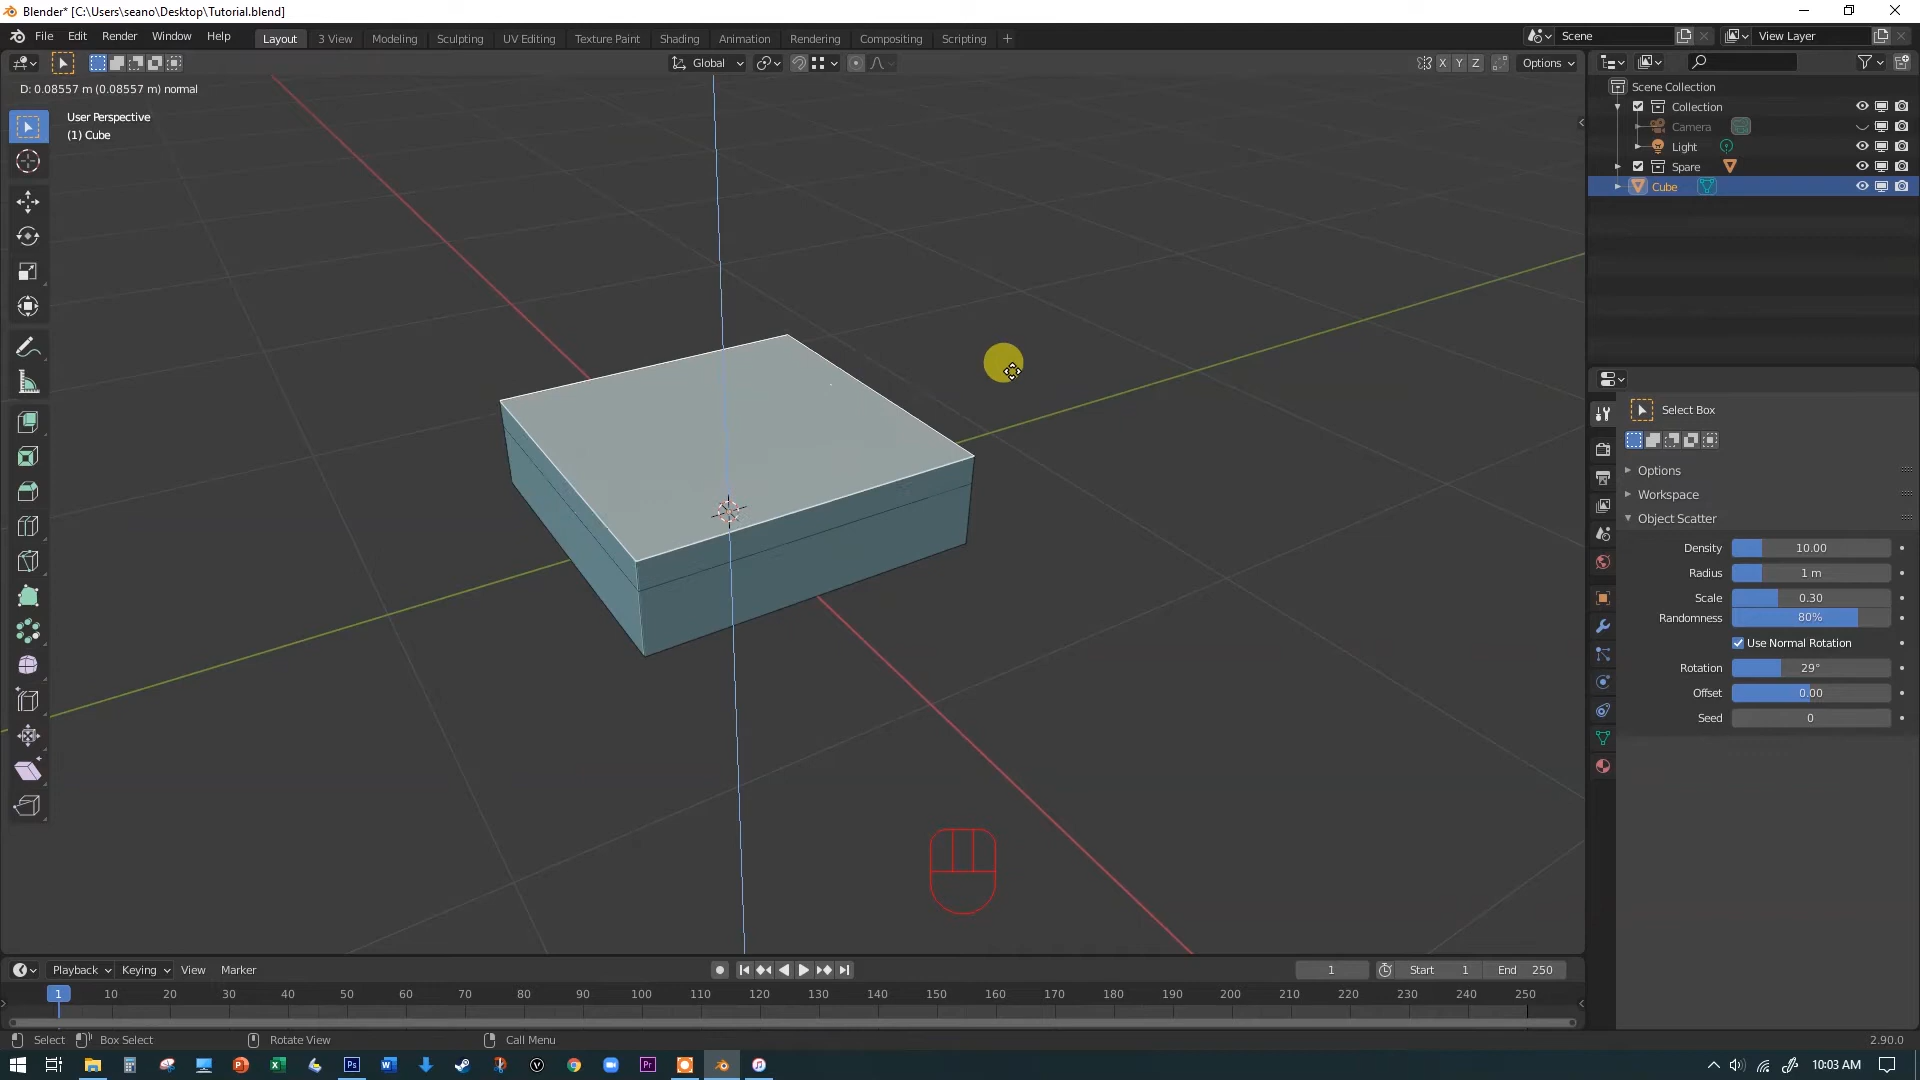 Blender* [C:\Users\seano\Desktop\Tutorial.blend]
File Edit Render Window Help
Layout 3 View Modeling Sculpting UV Editing Texture Paint Shading Animation Rendering Compositing Scripting +
Scene
View Layer
Global
X Y Z
Options
D: 0.08557 m (0.08557 m) normal
User Perspective
(1) Cube
Scene Collection
Collection
Camera
Light
Spare
Cube
Select Box
Options
Workspace
Object Scatter
Density 10.00
Radius 1 m
Scale 0.30
Randomness 80%
Use Normal Rotation
Rotation 29°
Offset 0.00
Seed 0
Playback Keying View Marker
1 Start 1 End 250
1 10 20 30 40 50 60 70 80 90 100 110 120 130 140 150 160 170 180 190 200 210 220 230 240 250
Select Box Select Rotate View Call Menu 2.90.0
10:03 AM